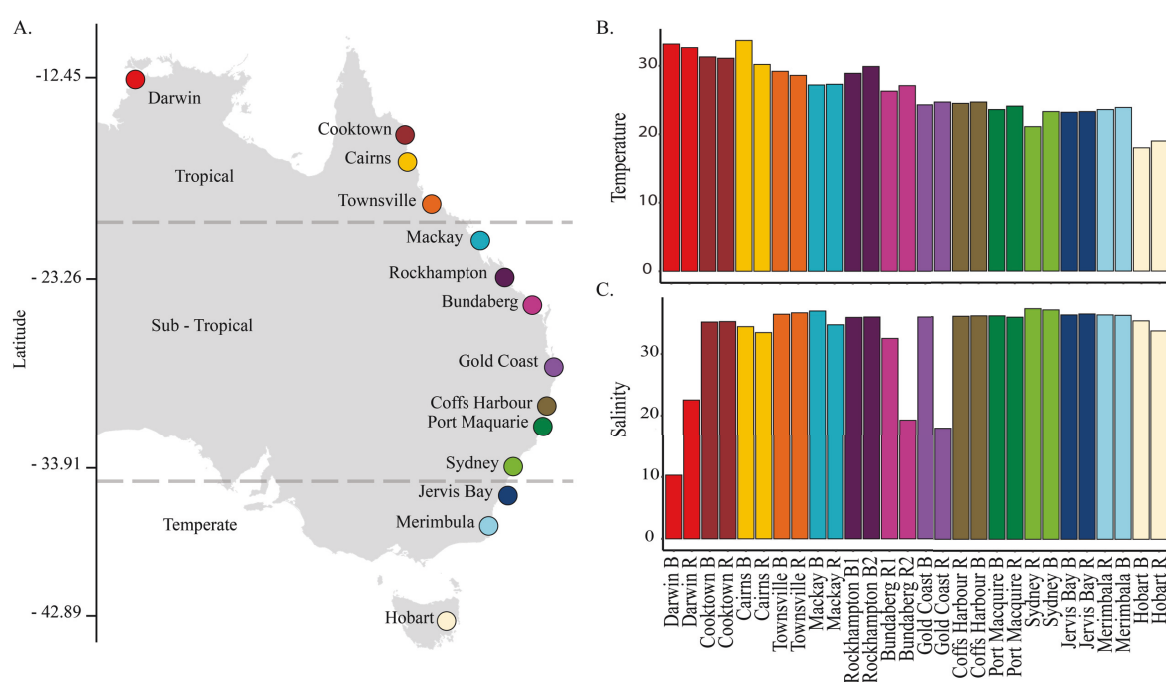 A.
Latitude
-12.45
-23.26
-33.91
-42.89
Darwin
Cooktown
Cairns
Tropical
Townsville
Mackay
Rockhampton
Bundaberg
Sub - Tropical
Gold Coast
Coffs Harbour
Port Maquarie
Sydney
Jervis Bay
Merimbula
Temperate
Hobart
B.
Temperature
30
20
10
0
C.
Salinity
30
20
10
0
Darwin B
Darwin R
Cooktown B
Cooktown R
Cairns B
Cairns R
Townsville B
Townsville R
Mackay B
Mackay R
Rockhampton B1
Rockhampton B2
Bundaberg R1
Bundaberg R2
Gold Coast B
Gold Coast R
Coffs Harbour R
Coffs Harbour B
Port Macquire B
Port Macquire R
Sydney R
Sydney B
Jervis Bay B
Jervis Bay R
Merimbala R
Merimbula B
Hobart B
Hobart R